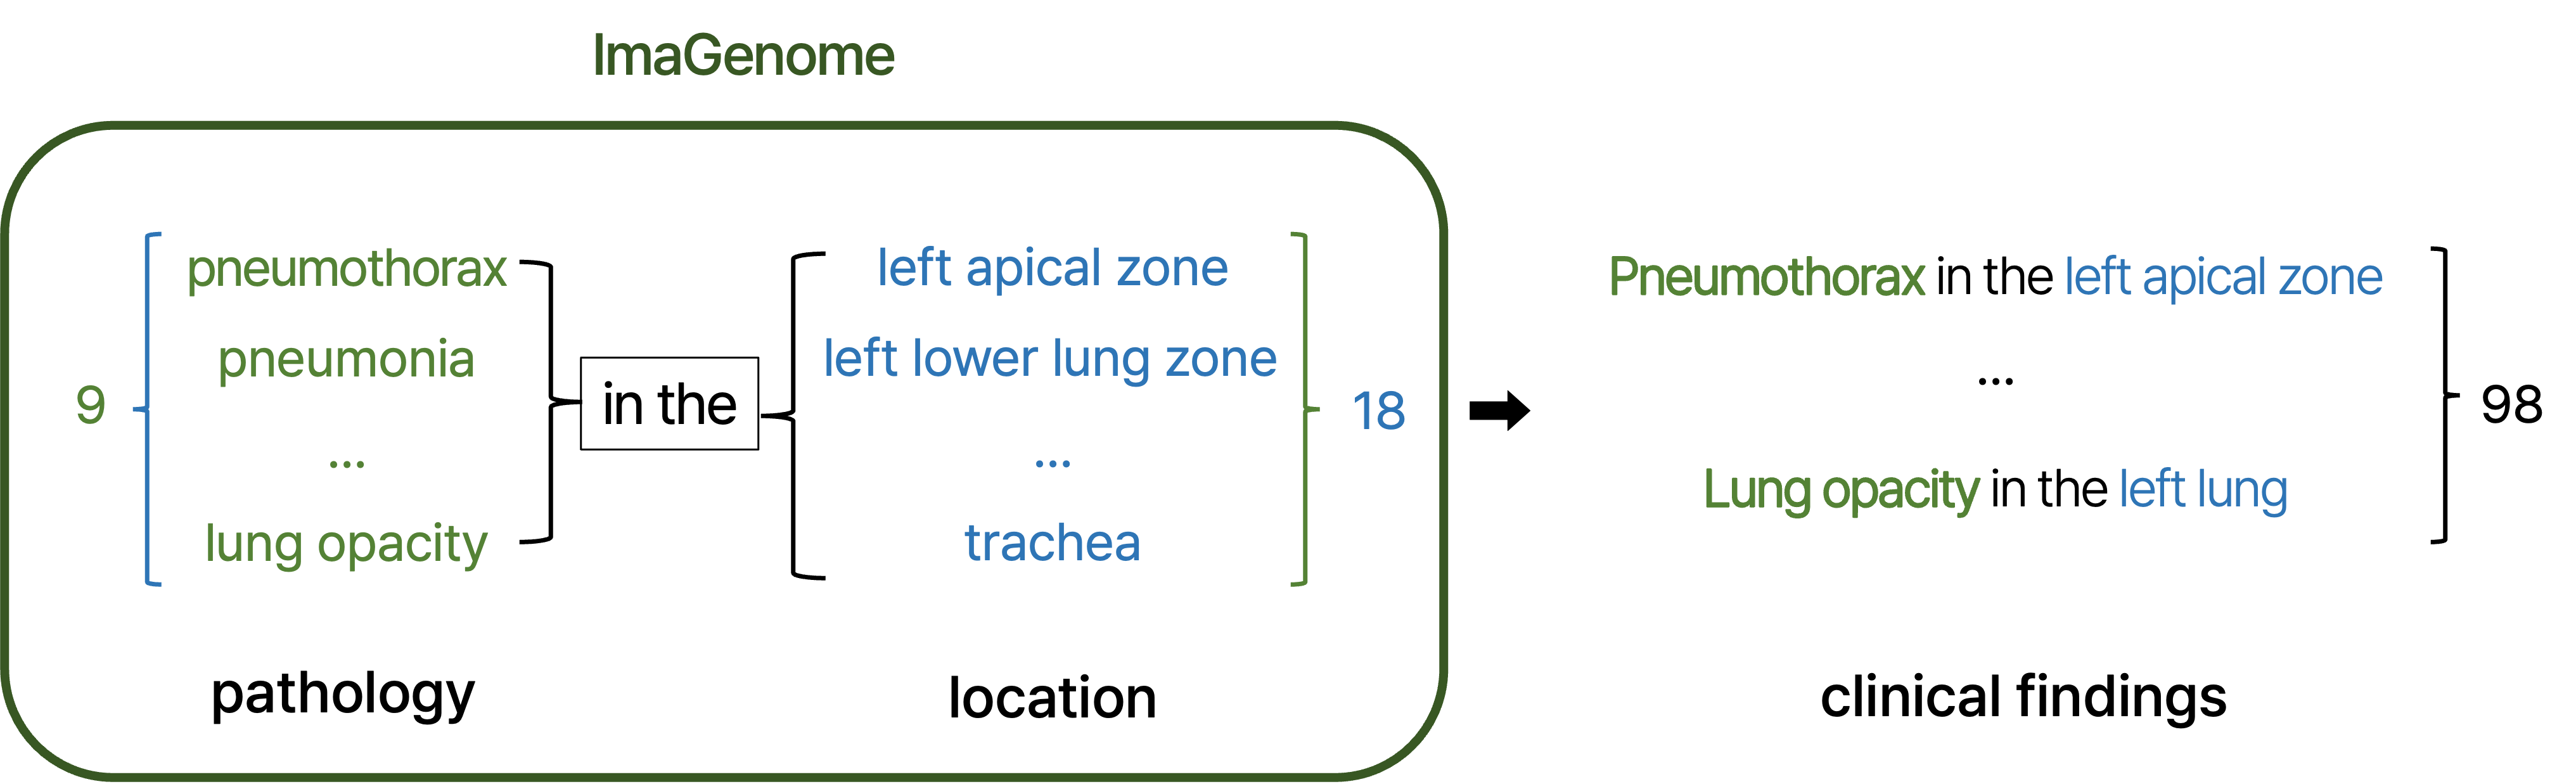 ImaGenome
9
pneumothorax
pneumonia
...
lung opacity
pathology
in the
left apical zone
left lower lung zone
...
trachea
location
18
Pneumothorax in the left apical zone
...
Lung opacity in the left lung
clinical findings
98